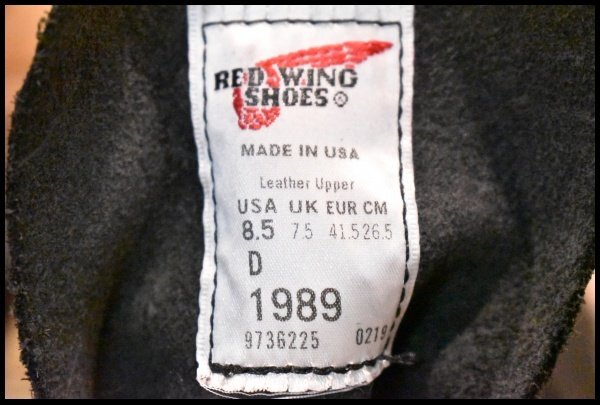 RED WING
SHOES ®
MADE IN USA
Leather Upper
USA UK EUR CM
8.5 7.5 41.5 26.5
D
1989
9736225 0219